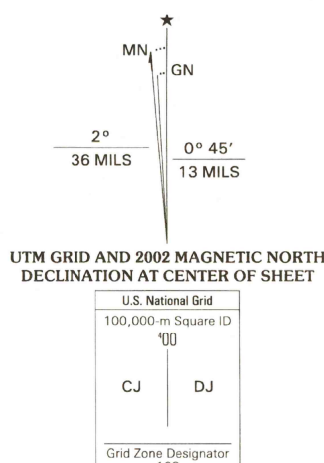 ★
MN
GN
2°
36 MILS
0° 45′
13 MILS
UTM GRID AND 2002 MAGNETIC NORTH
DECLINATION AT CENTER OF SHEET
U.S. National Grid
100,000-m Square ID
⁴00
CJ DJ
Grid Zone Designator